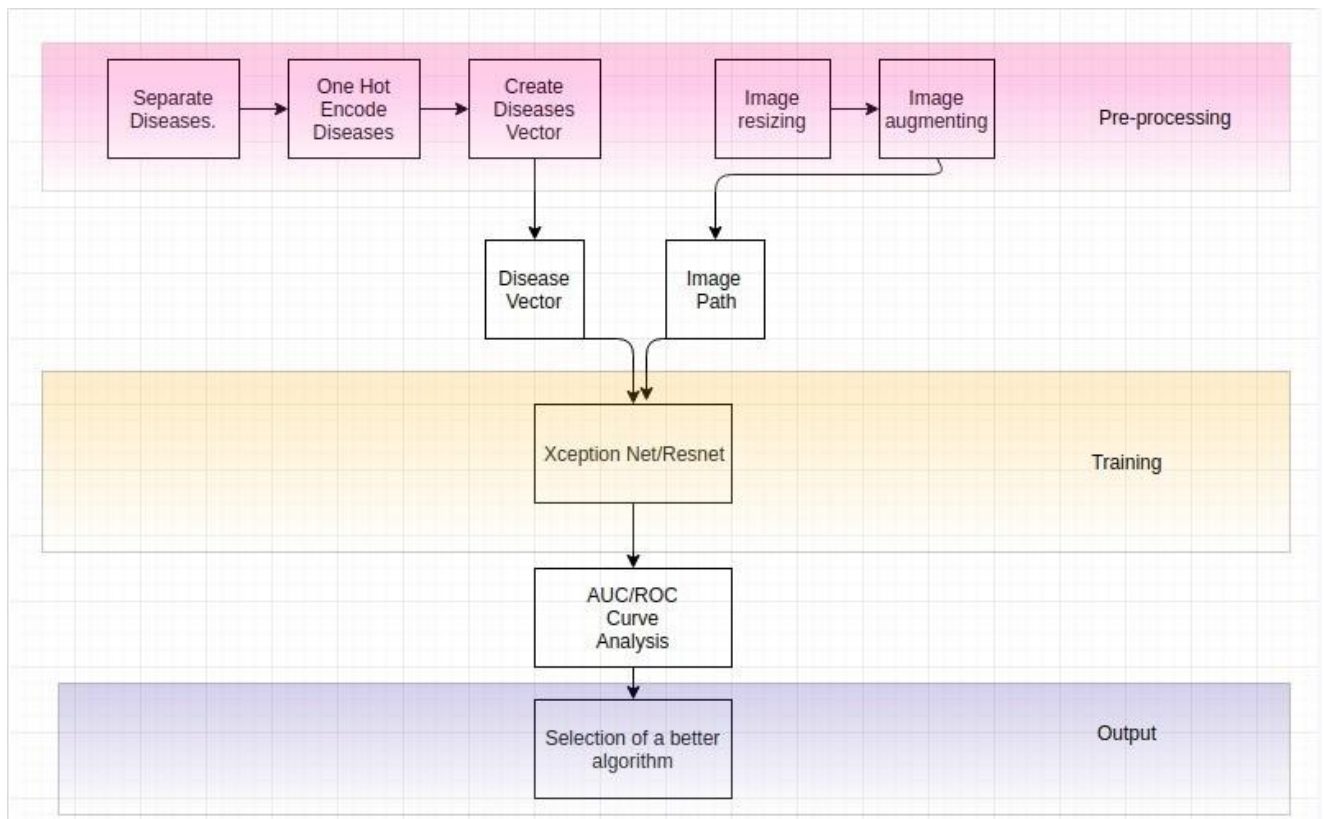 Separate
Diseases.
One Hot
Encode
Diseases
Create
Diseases
Vector
Image
resizing
Image
augmenting
Pre-processing
Disease
Vector
Image
Path
Xception Net/Resnet
Training
AUC/ROC
Curve
Analysis
Selection of a better
algorithm
Output